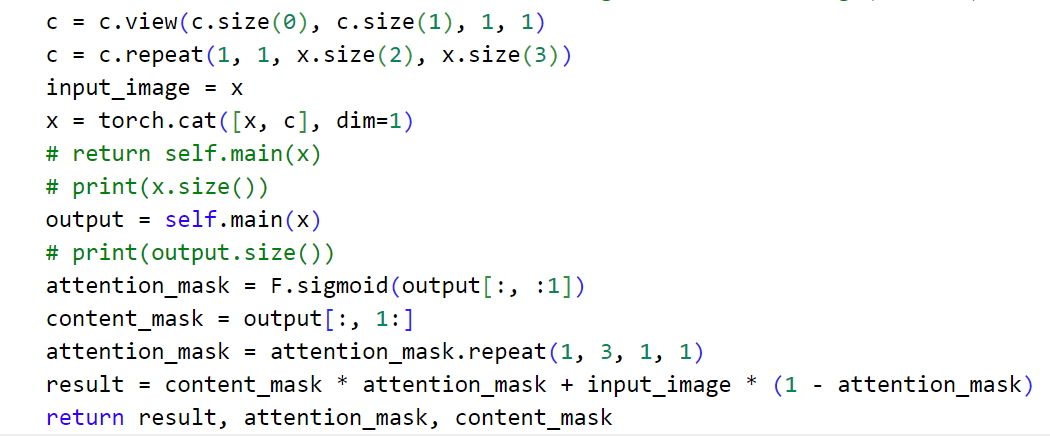 c = c.view(c.size(0), c.size(1), 1, 1)
c = c.repeat(1, 1, x.size(2), x.size(3))
input_image = x
x = torch.cat([x, c], dim=1)
# return self.main(x)
# print(x.size())
output = self.main(x)
# print(output.size())
attention_mask = F.sigmoid(output[:, :1])
content_mask = output[:, 1:]
attention_mask = attention_mask.repeat(1, 3, 1, 1)
result = content_mask * attention_mask + input_image * (1 - attention_mask)
return result, attention_mask, content_mask